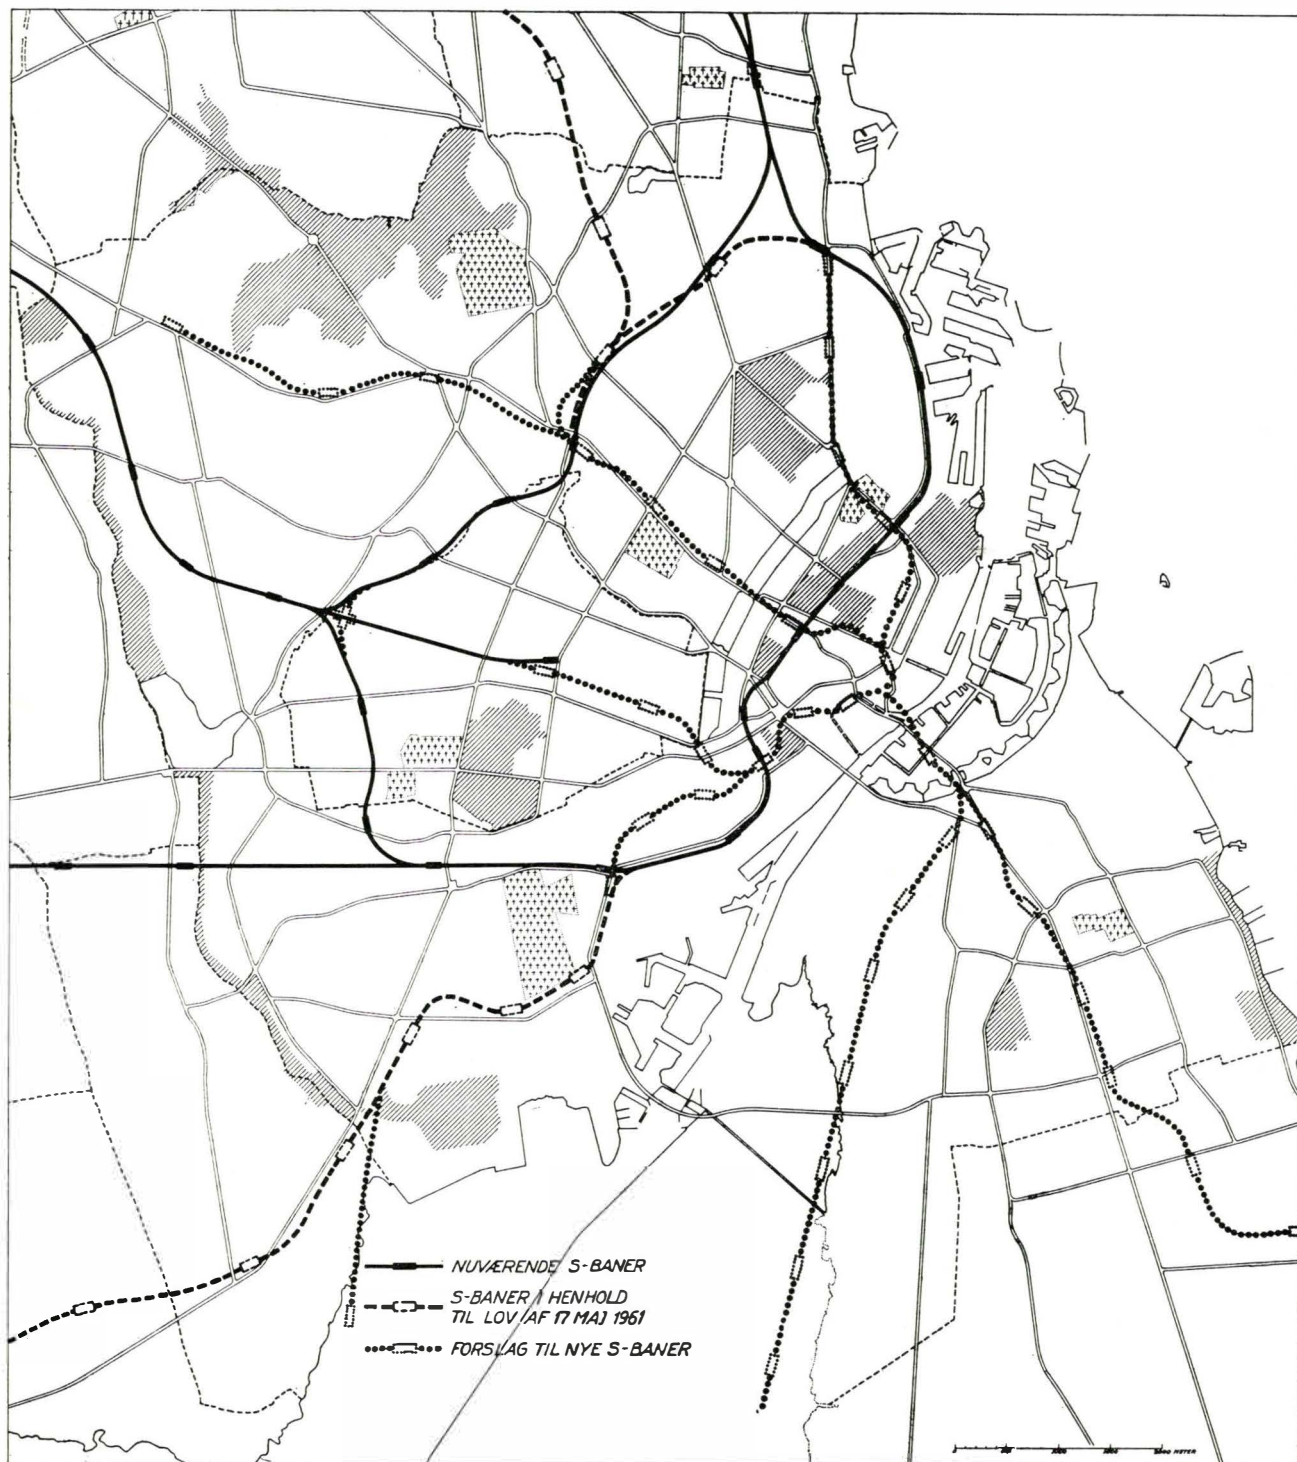 NUVÆRENDE S-BANER
S-BANER I HENHOLD
TIL LOV AF 17 MAJ 1961
FORSLAG TIL NYE S-BANER
METER